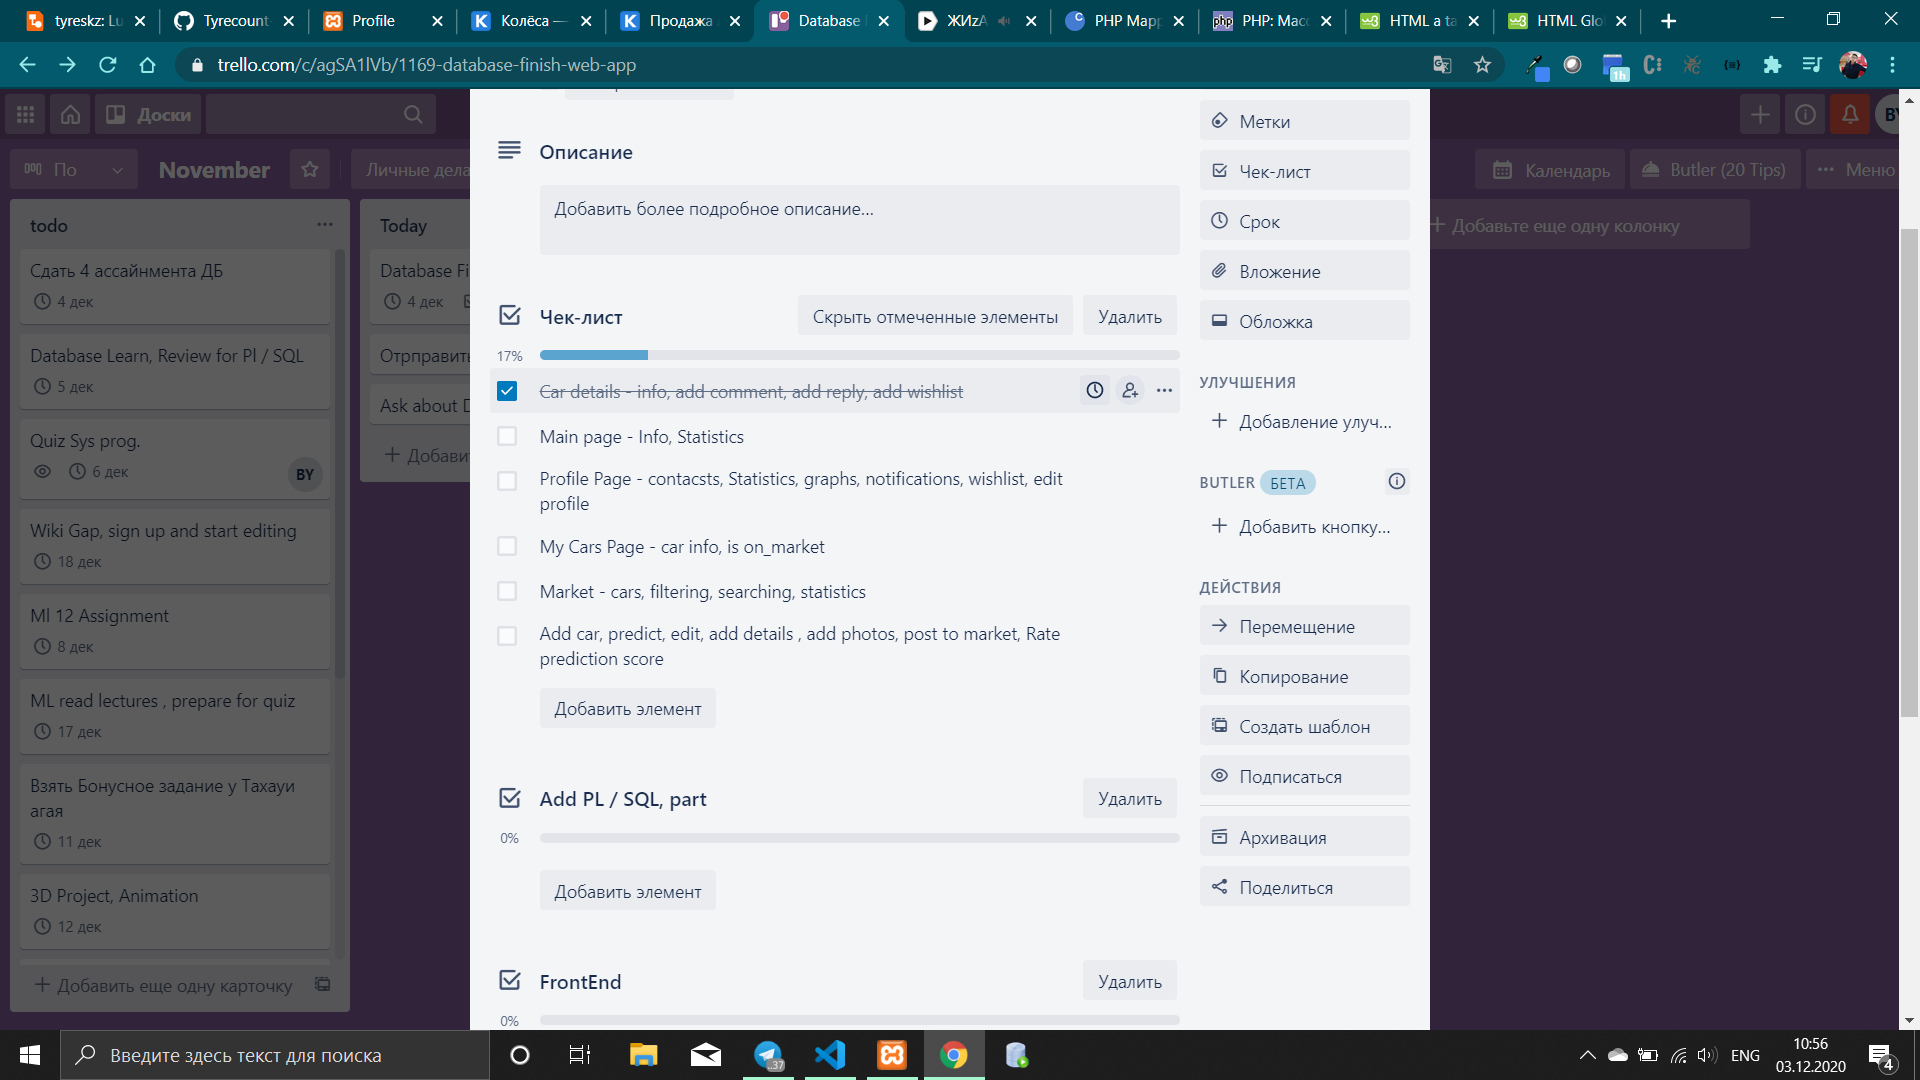 tyreskz: Lu
Tyrecount
Profile
Колёса —
Продажа
Database
ЖИzА
PHP Mapp
PHP: Масс
HTML a ta
HTML Glo
trello.com/c/agSA1lVb/1169-database-finish-web-app
1h
Доски
BY
По
November
Личные дела
Календарь
Butler (20 Tips)
Меню
todo
Сдать 4 ассайнмента ДБ
4 дек
Database Learn, Review for Pl / SQL
5 дек
Quiz Sys prog.
6 дек
BY
Wiki Gap, sign up and start editing
18 дек
Ml 12 Assignment
8 дек
ML read lectures , prepare for quiz
17 дек
Взять Бонусное задание у Тахауи
агая
11 дек
3D Project, Animation
12 дек
Добавить еще одну карточку
Today
Database Fi
4 дек
Отрправить
Ask about D
Добави
Добавьте еще одну колонку
Описание
Добавить более подробное описание...
Чек-лист
Скрыть отмеченные элементы
Удалить
17%
Car details - info, add comment, add reply, add wishlist
Main page - Info, Statistics
Profile Page - contacsts, Statistics, graphs, notifications, wishlist, edit
profile
My Cars Page - car info, is on_market
Market - cars, filtering, searching, statistics
Add car, predict, edit, add details , add photos, post to market, Rate
prediction score
Добавить элемент
Add PL / SQL, part
Удалить
0%
Добавить элемент
FrontEnd
Удалить
0%
Метки
Чек-лист
Срок
Вложение
Обложка
УЛУЧШЕНИЯ
Добавление улуч...
BUTLER БЕТА
Добавить кнопку...
ДЕЙСТВИЯ
Перемещение
Копирование
Создать шаблон
Подписаться
Архивация
Поделиться
Введите здесь текст для поиска
..37
ENG
10:56
03.12.2020
4